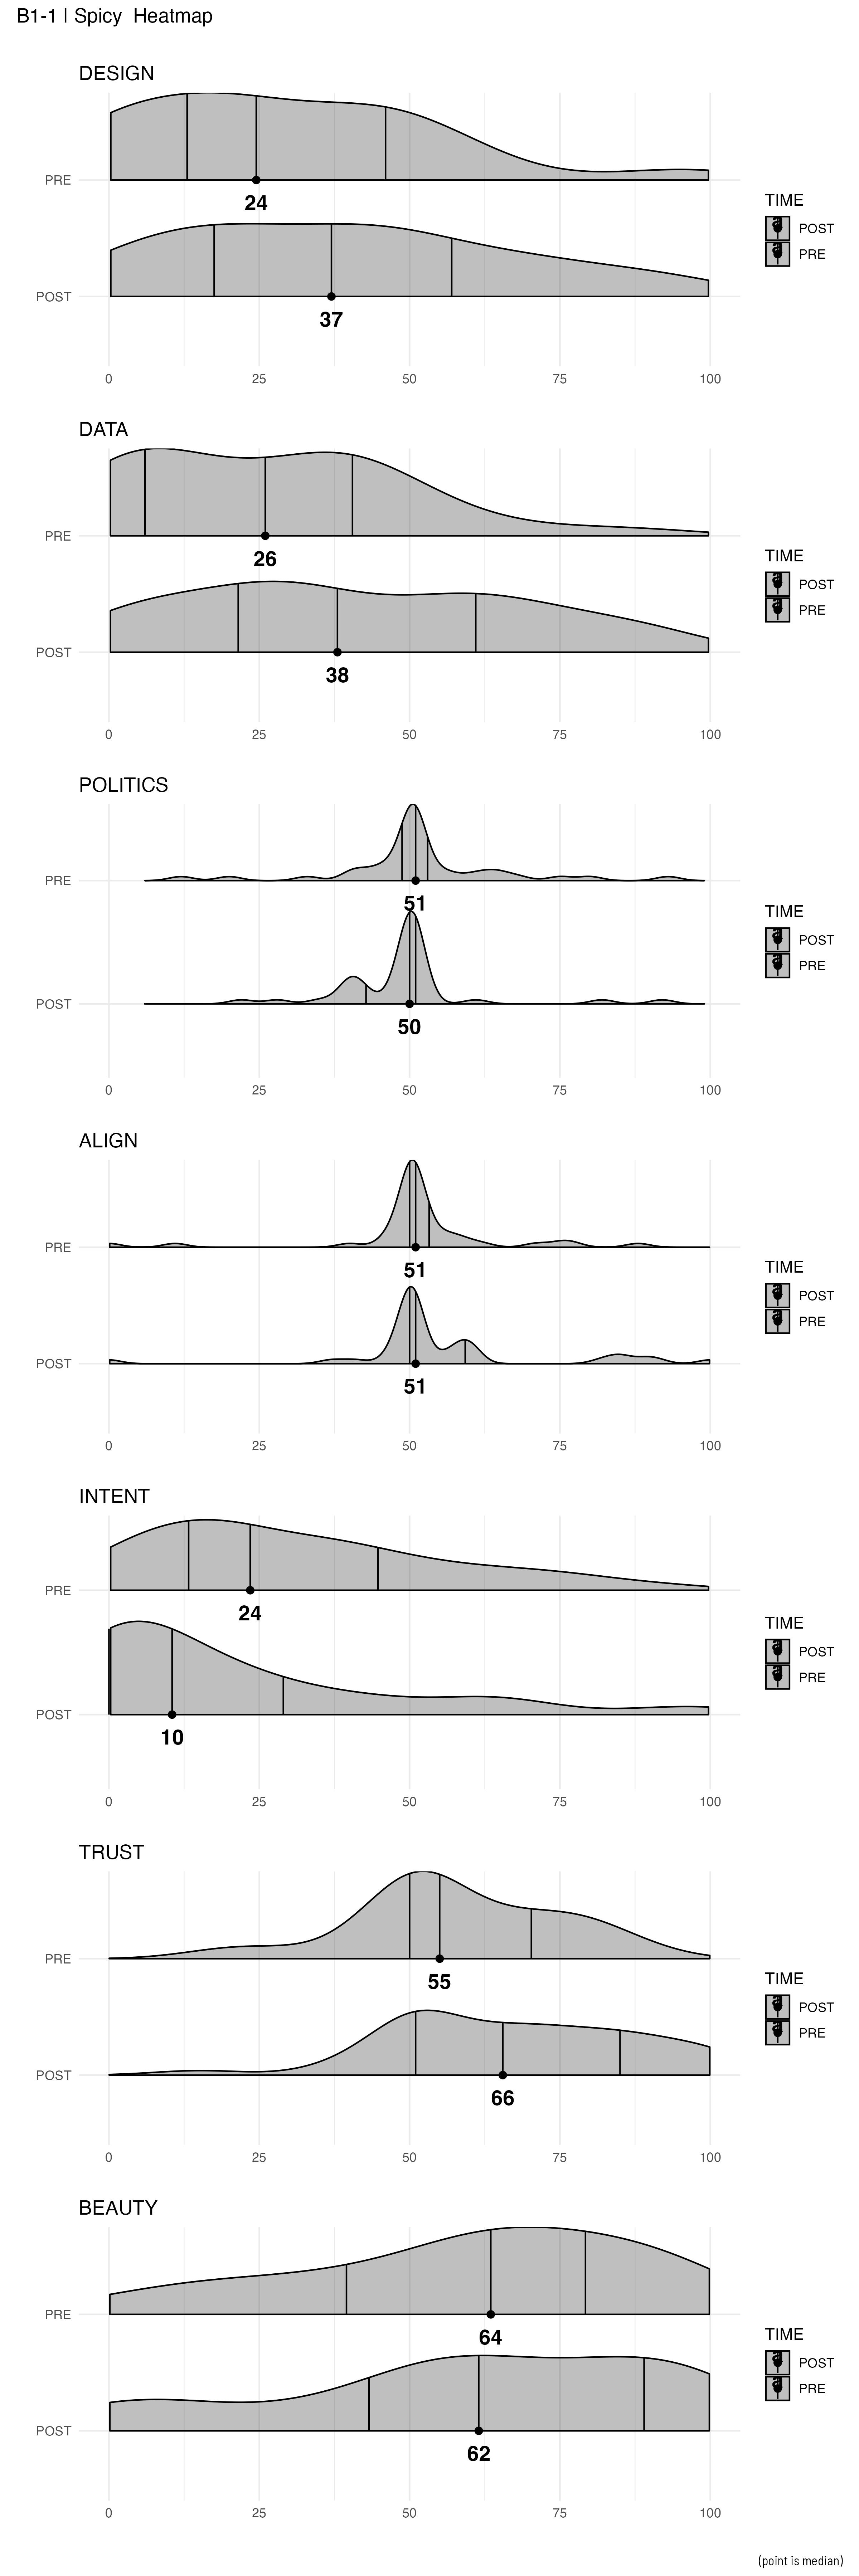 B1-1 | Spicy  Heatmap
DESIGN
PRE
24
POST
37
0 25 50 75 100
TIME
POST
PRE
DATA
PRE
26
POST
38
0 25 50 75 100
TIME
POST
PRE
POLITICS
PRE
51
POST
50
0 25 50 75 100
TIME
POST
PRE
ALIGN
PRE
51
POST
51
0 25 50 75 100
TIME
POST
PRE
INTENT
PRE
24
POST
10
0 25 50 75 100
TIME
POST
PRE
TRUST
PRE
55
POST
66
0 25 50 75 100
TIME
POST
PRE
BEAUTY
PRE
64
POST
62
0 25 50 75 100
TIME
POST
PRE
(point is median)